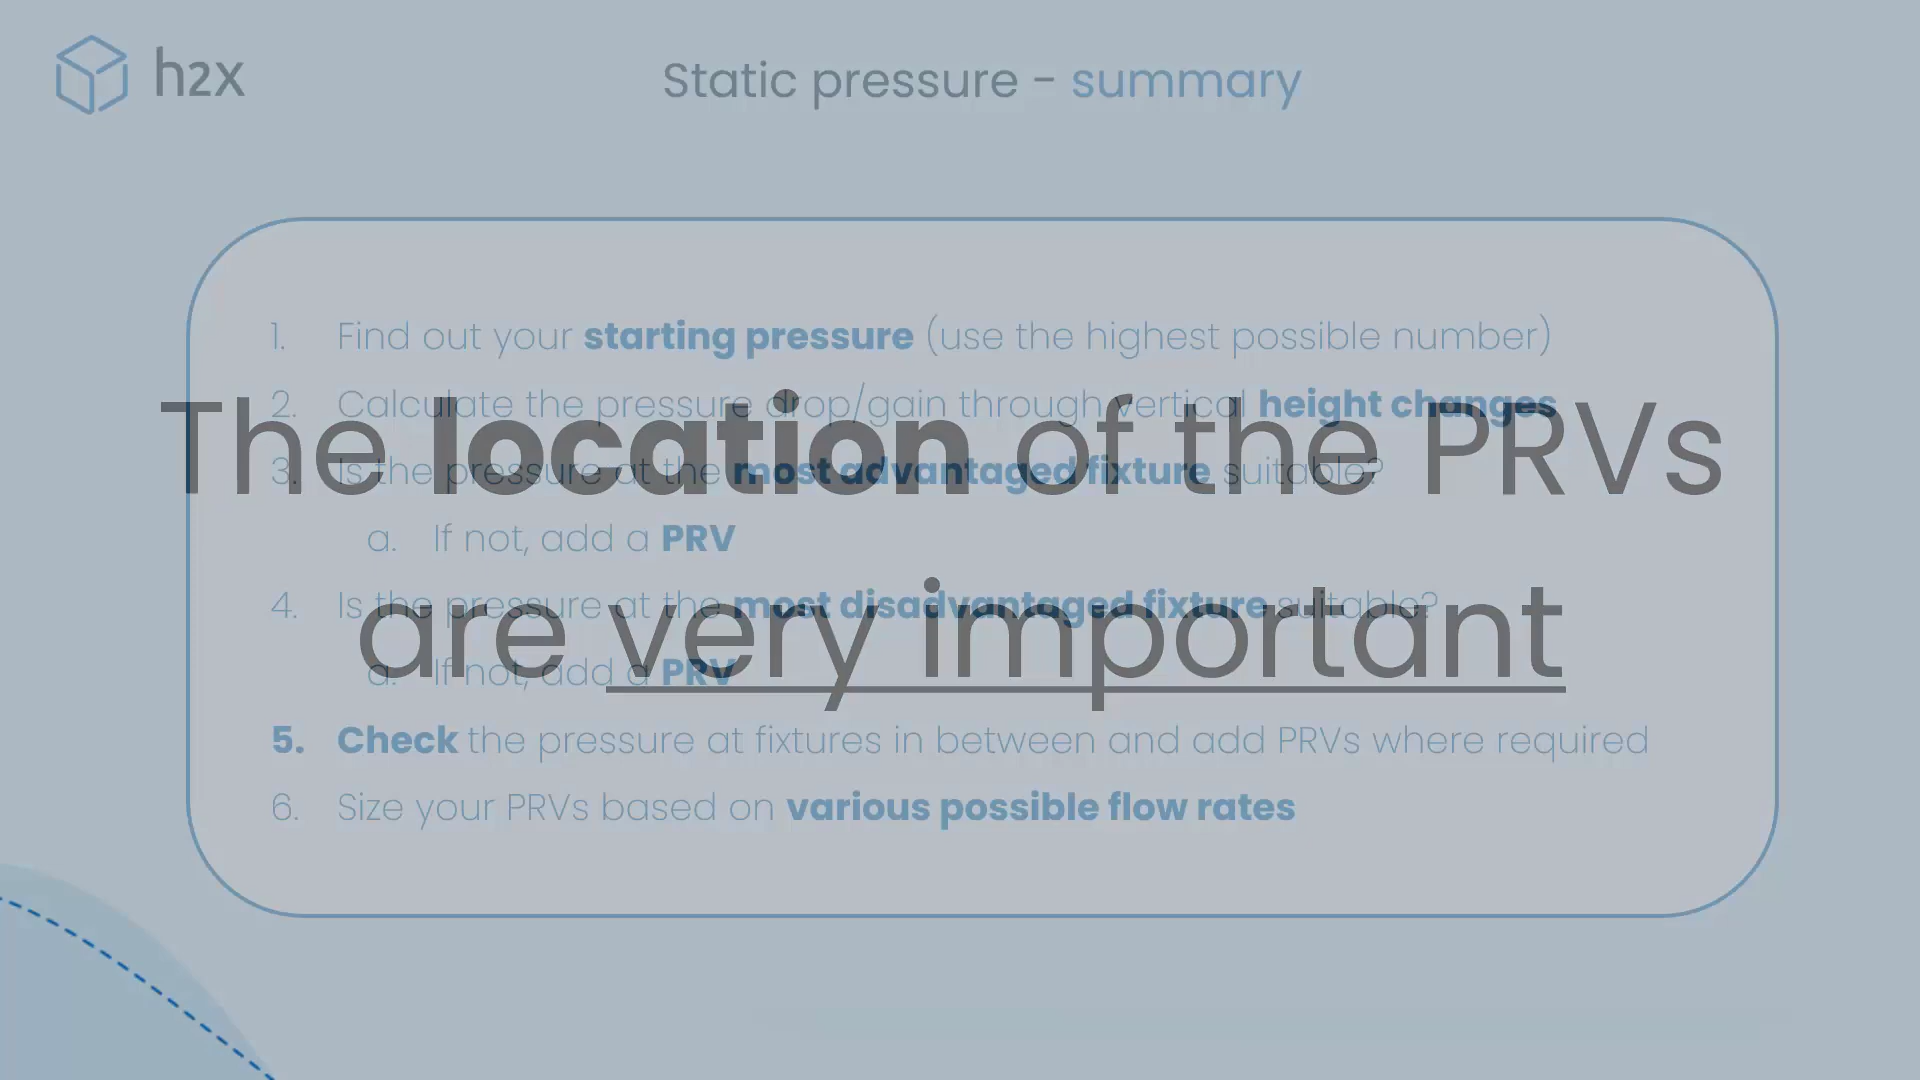 h2x
Static pressure - summary
1. Find out your starting pressure (use the highest possible number)
2. Calculate the pressure drop/gain through vertical height changes
3. Is the pressure at the most advantaged fixture suitable?
a. If not, add a PRV
4. Is the pressure at the most disadvantaged fixture suitable?
a. If not, add a PRV
5. Check the pressure at fixtures in between and add PRVs where required
6. Size your PRVs based on various possible flow rates
The location of the PRVs
are very important